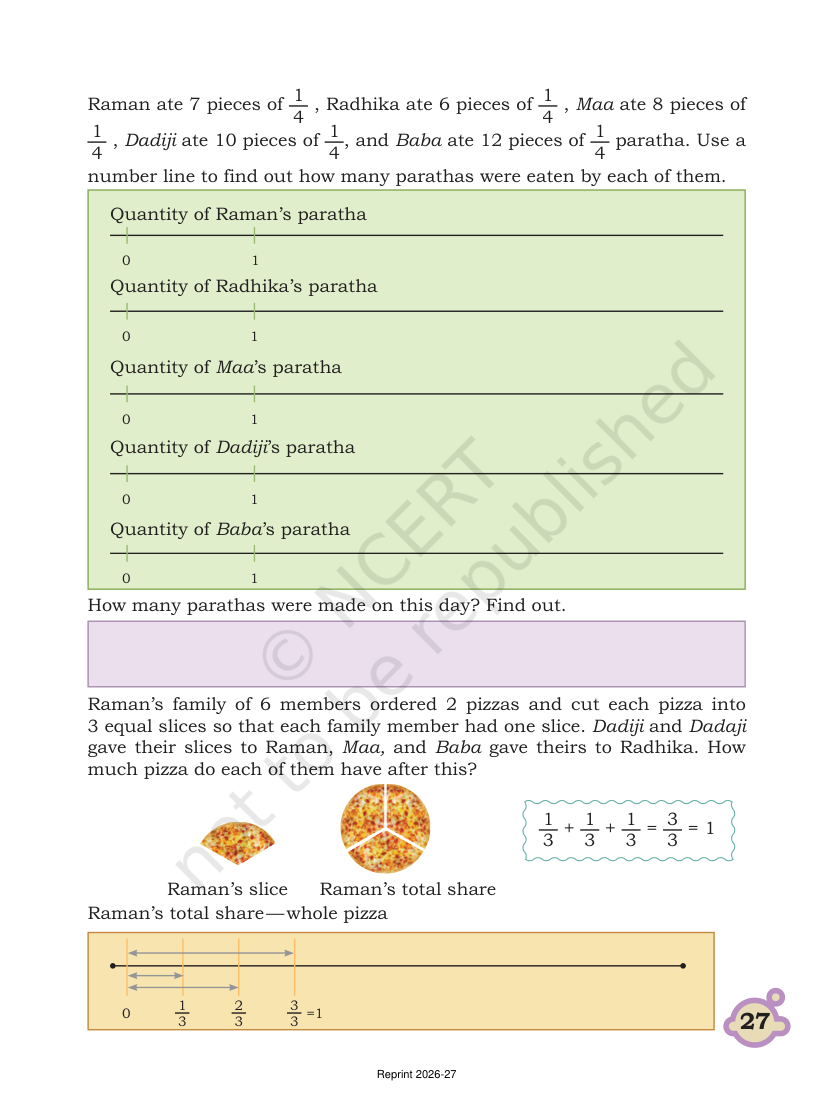 Raman ate 7 pieces of 1/4 , Radhika ate 6 pieces of 1/4 , Maa ate 8 pieces of
1/4 , Dadiji ate 10 pieces of 1/4, and Baba ate 12 pieces of 1/4 paratha. Use a
number line to find out how many parathas were eaten by each of them.
Quantity of Raman's paratha
0 1
Quantity of Radhika's paratha
0 1
Quantity of Maa's paratha
0 1
Quantity of Dadiji's paratha
0 1
Quantity of Baba's paratha
0 1
How many parathas were made on this day? Find out.
Raman's family of 6 members ordered 2 pizzas and cut each pizza into
3 equal slices so that each family member had one slice. Dadiji and Dadaji
gave their slices to Raman, Maa, and Baba gave theirs to Radhika. How
much pizza do each of them have after this?
1/3 + 1/3 + 1/3 = 3/3 = 1
Raman's slice Raman's total share
Raman's total share—whole pizza
0 1/3 2/3 3/3 =1
27
Reprint 2026-27
© NCERT
not to be republished